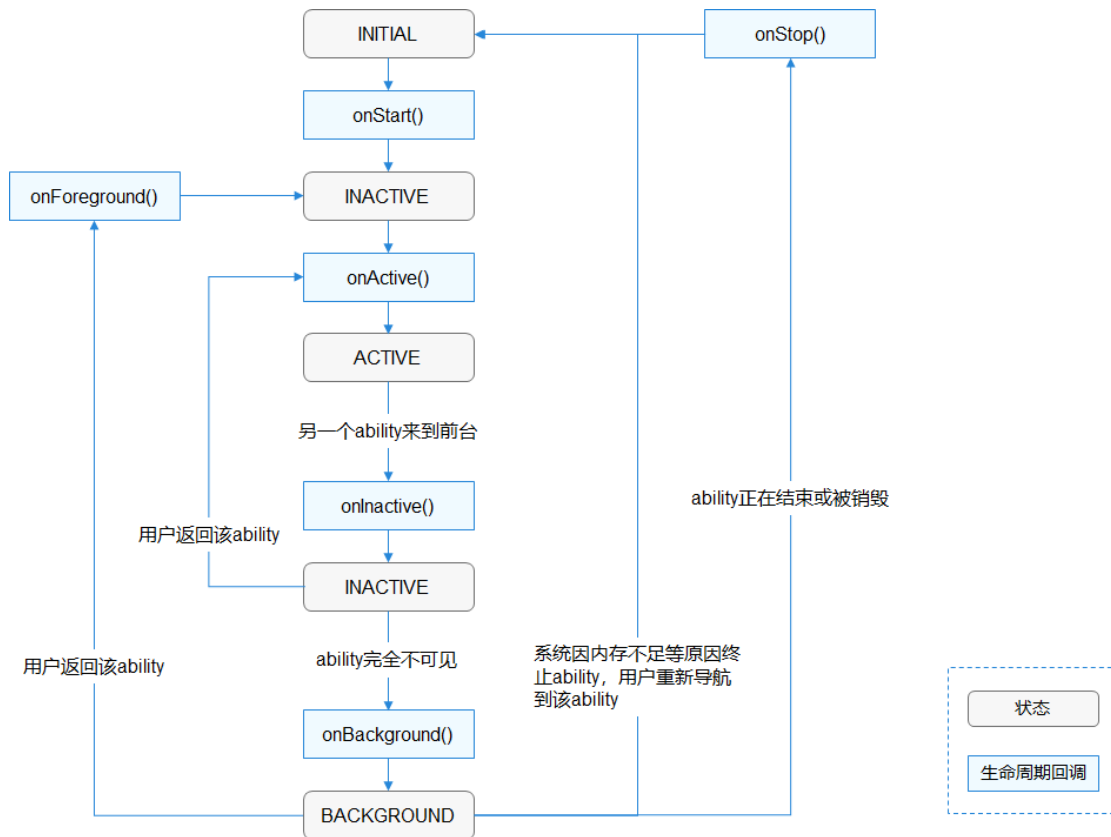 INITIAL
onStop()
onStart()
onForeground()
INACTIVE
onActive()
ACTIVE
另一个ability来到前台
onInactive()
ability正在结束或被销毁
用户返回该ability
INACTIVE
用户返回该ability
ability完全不可见
系统因内存不足等原因终
止ability，用户重新导航
到该ability
onBackground()
BACKGROUND
状态
生命周期回调